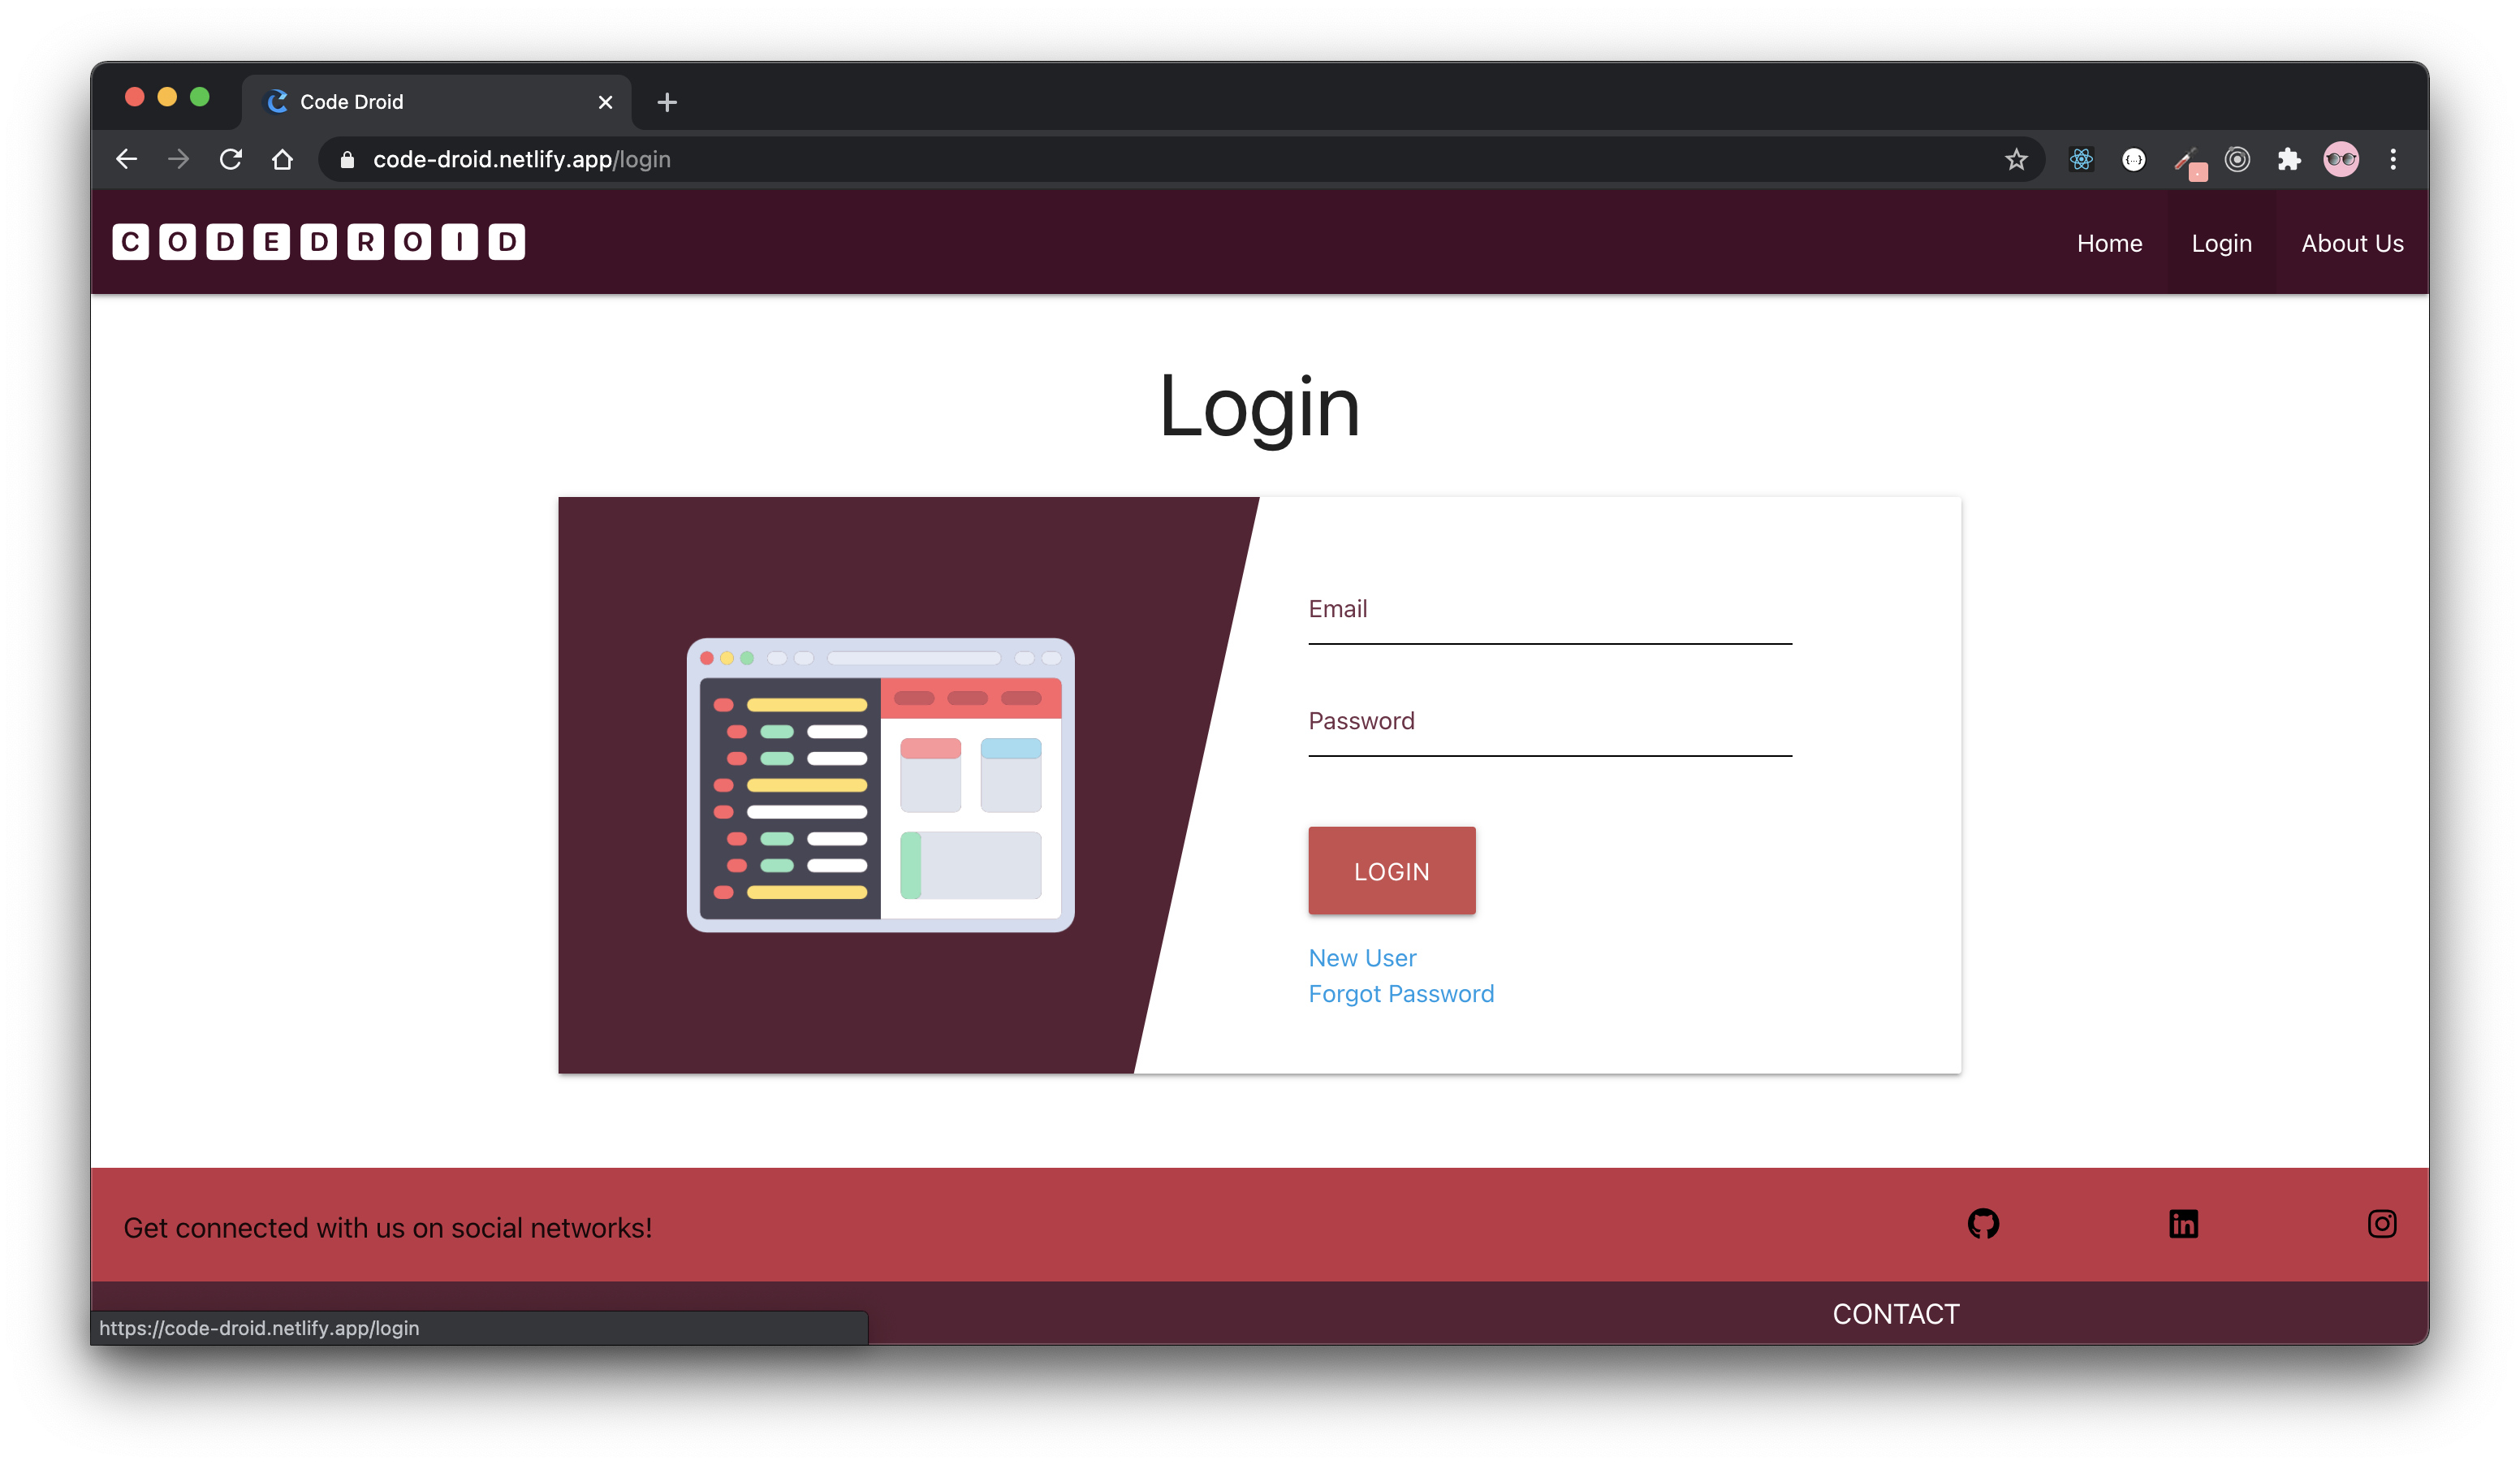 Code Droid
code-droid.netlify.app/login
CODEDROID
Home Login About Us
Login
Email
Password
LOGIN
New User
Forgot Password
Get connected with us on social networks!
CONTACT
https://code-droid.netlify.app/login